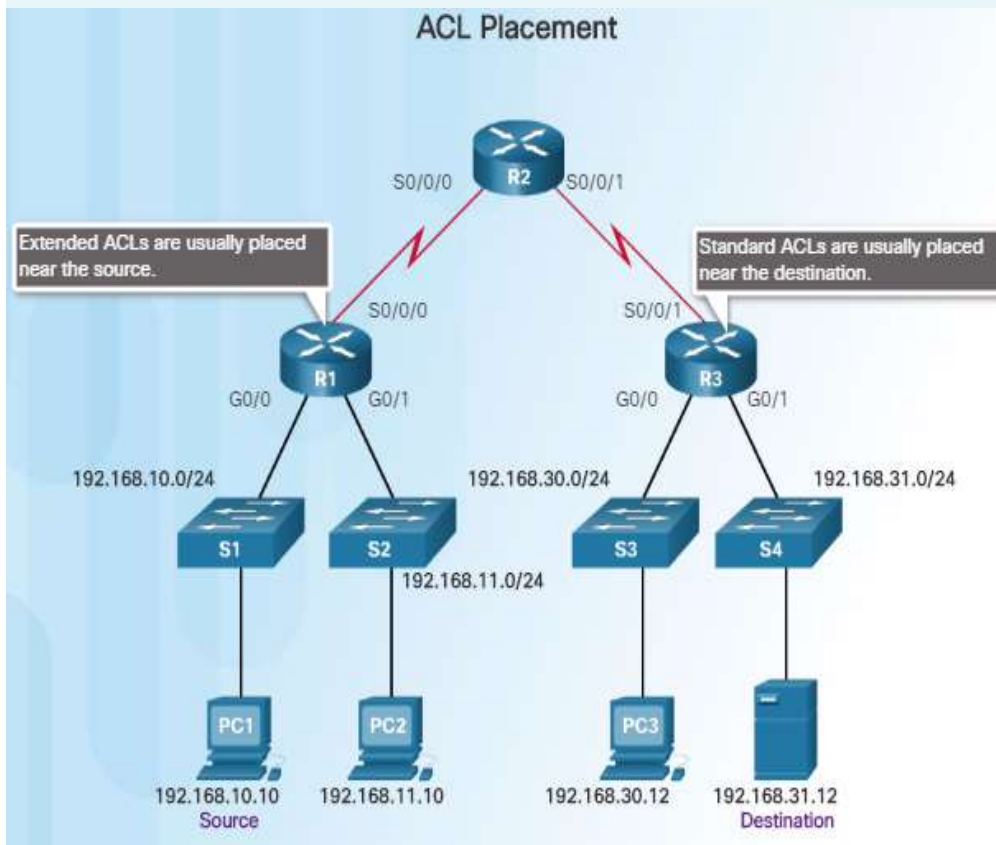 ACL Placement
R2
S0/0/0
S0/0/1
Extended ACLs are usually placed
near the source.
Standard ACLs are usually placed
near the destination.
S0/0/0
S0/0/1
R1
R3
G0/0
G0/1
G0/0
G0/1
192.168.10.0/24
192.168.30.0/24
192.168.31.0/24
S1
S2
S3
S4
192.168.11.0/24
PC1
PC2
PC3
192.168.10.10
192.168.11.10
192.168.30.12
192.168.31.12
Source
Destination